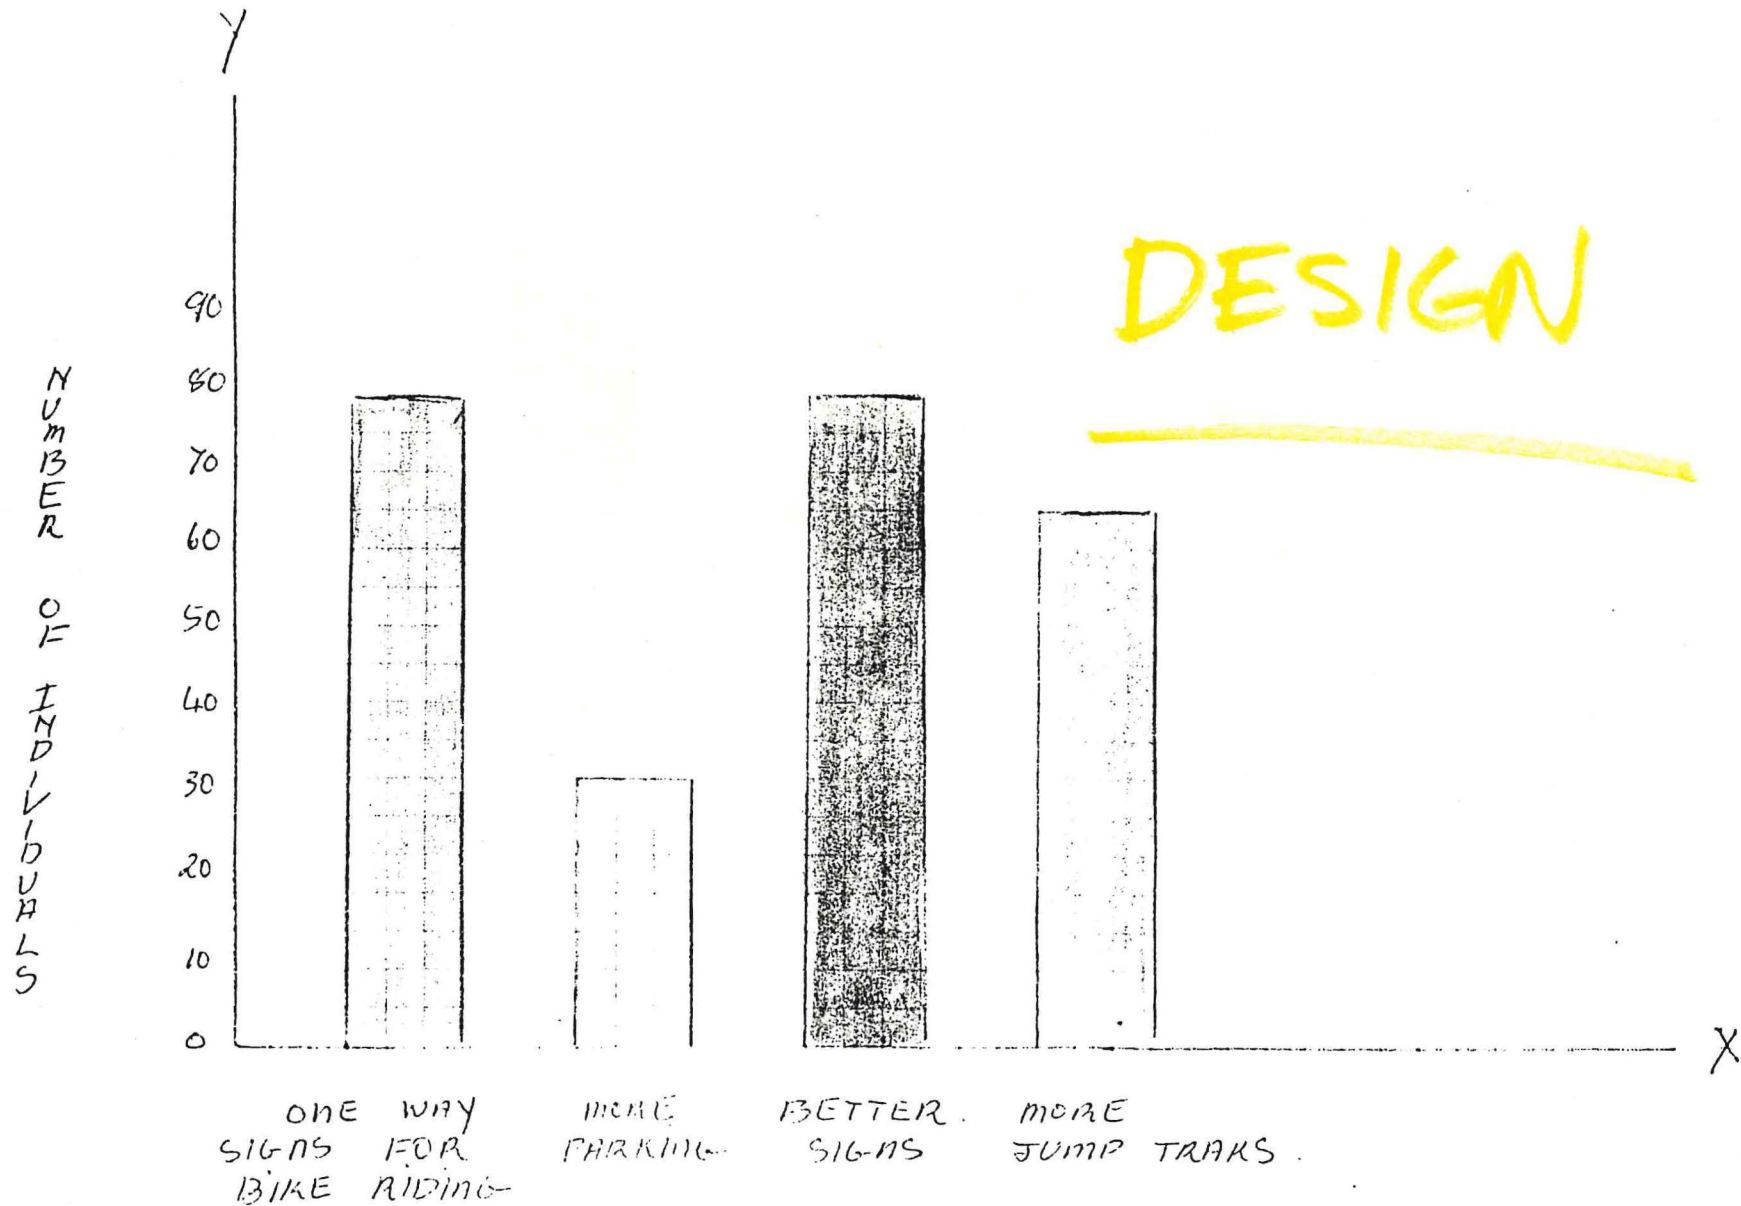 Y
DESIGN
90
80
70
60
50
40
30
20
10
0
NUMBER OF INDIVIDUALS
X
ONE WAY
SIGNS FOR
BIKE RIDING
MORE
PARKING
BETTER.
SIGNS
MORE
JUMP TRAKS.